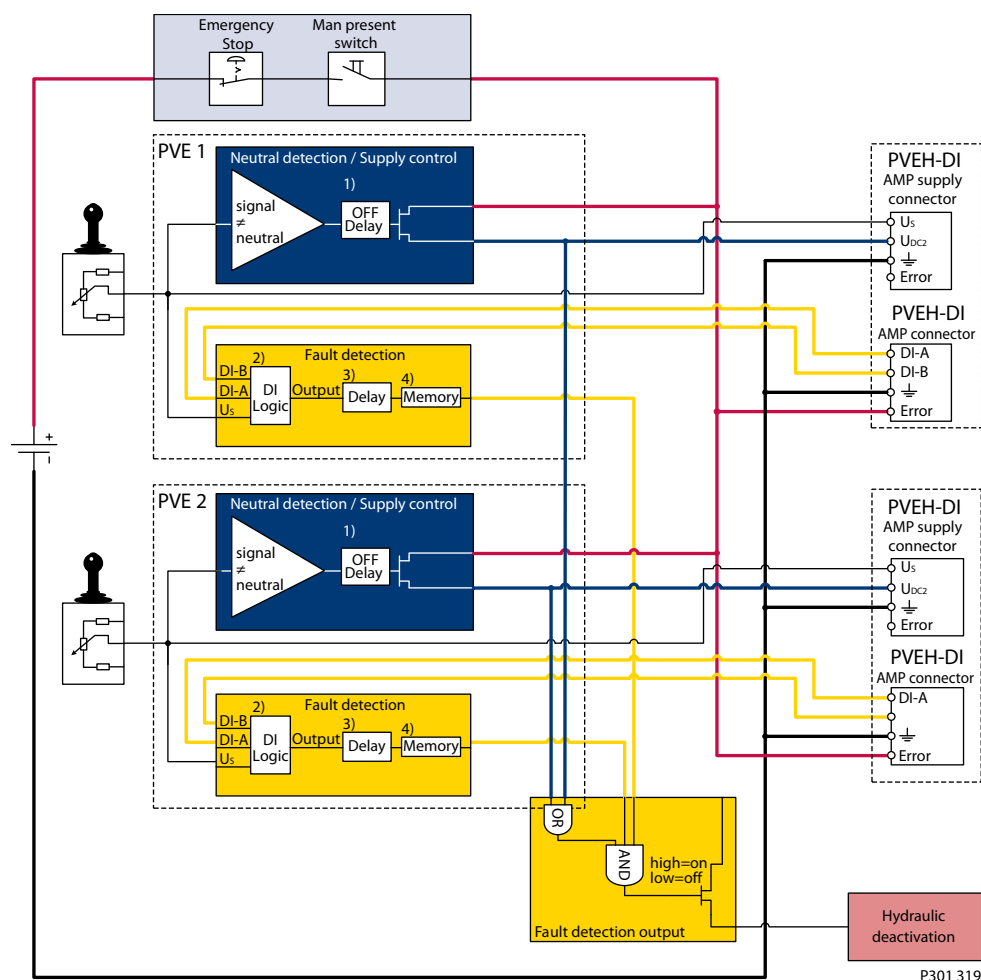 Emergency
Stop
Man present
switch
PVE 1
Neutral detection / Supply control
1)
signal
≠
neutral
OFF
Delay
PVEH-DI
AMP supply
connector
Us
UDC2
Error
PVEH-DI
AMP connector
DI-A
DI-B
Error
Fault detection
2)
DI-B
DI-A
Us
DI
Logic
Output
3)
Delay
4)
Memory
+
−
PVE 2
Neutral detection / Supply control
1)
signal
≠
neutral
OFF
Delay
PVEH-DI
AMP supply
connector
Us
UDC2
Error
PVEH-DI
AMP connector
DI-A
Error
Fault detection
2)
DI-B
DI-A
Us
DI
Logic
Output
3)
Delay
4)
Memory
OR
AND
high=on
low=off
Fault detection output
Hydraulic
deactivation
P301 319